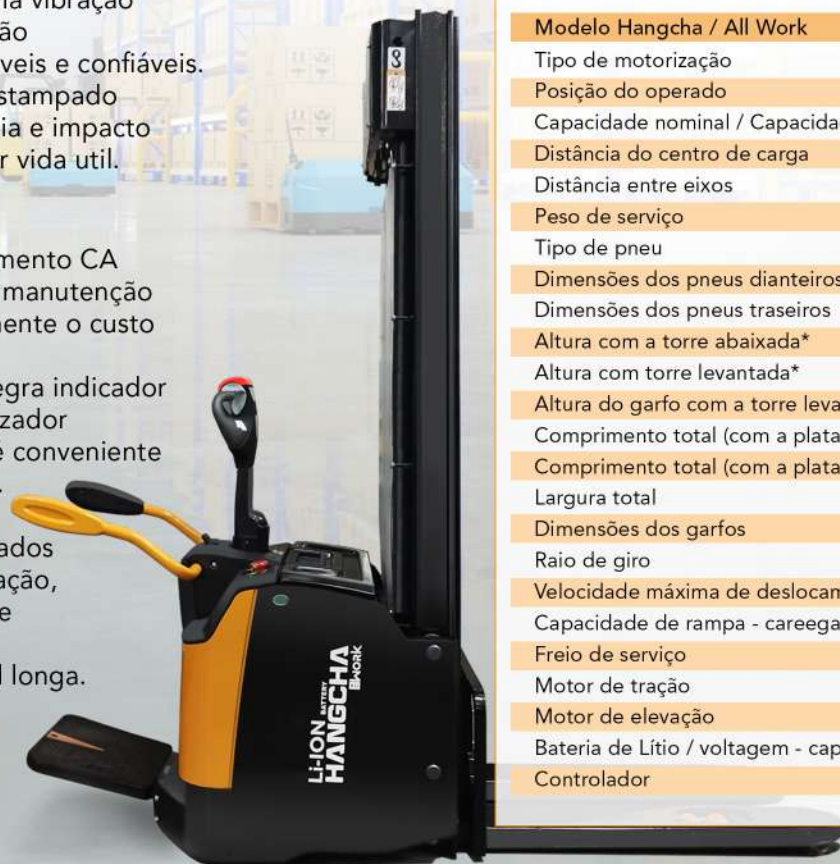 ma vibração
ão
veis e confiáveis.
stampado
ia e impacto
r vida util.
mento CA
manutenção
mente o custo
egra indicador
izador
é conveniente
ados
ação,
e
l longa.
Li-ION BATTERY
HANGCHA
work
Modelo Hangcha / All Work
Tipo de motorização
Posição do operado
Capacidade nominal / Capacida
Distância do centro de carga
Distância entre eixos
Peso de serviço
Tipo de pneu
Dimensões dos pneus dianteiros
Dimensões dos pneus traseiros
Altura com a torre abaixada*
Altura com torre levantada*
Altura do garfo com a torre leva
Comprimento total (com a plata
Comprimento total (com a plata
Largura total
Dimensões dos garfos
Raio de giro
Velocidade máxima de deslocam
Capacidade de rampa - careega
Freio de serviço
Motor de tração
Motor de elevação
Bateria de Lítio / voltagem - cap
Controlador